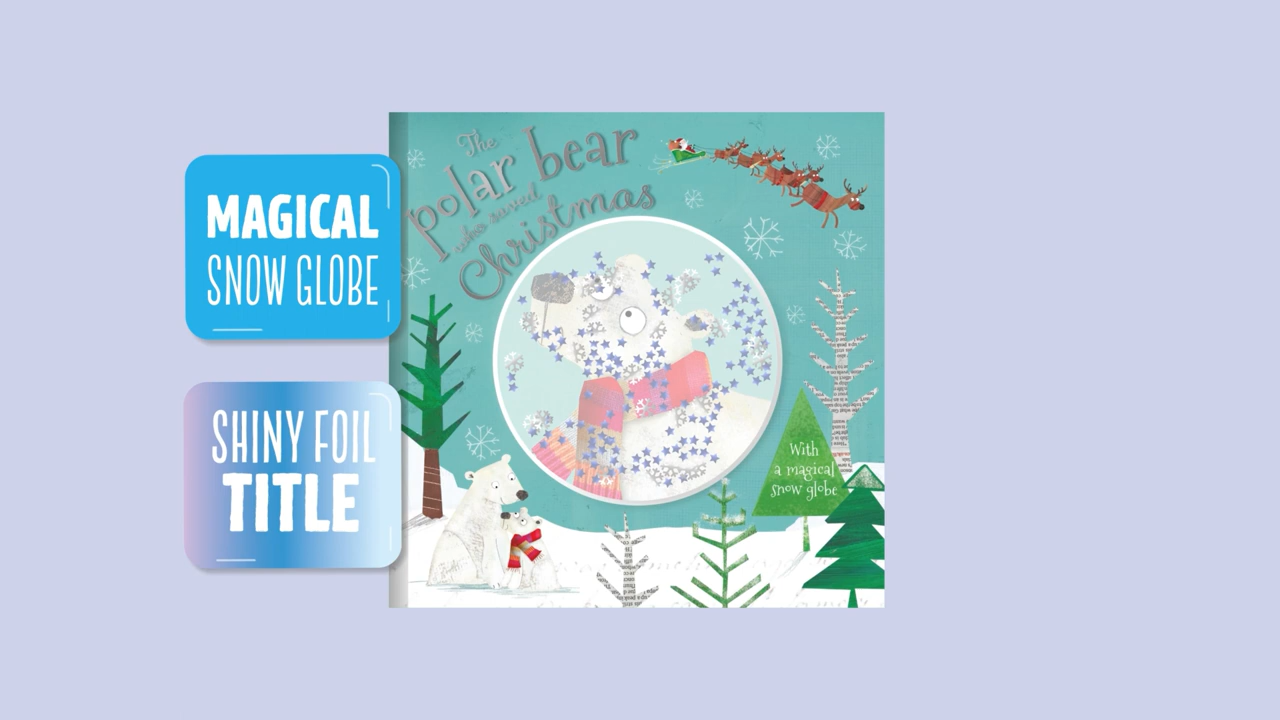 MAGICAL
SNOW GLOBE
SHINY FOIL
TITLE
The
polar bear
who saved
Christmas
With
a magical
snow globe